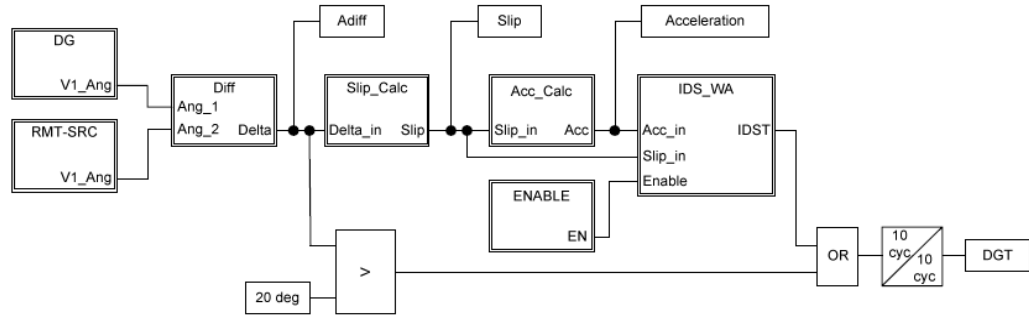 Adiff
Slip
Acceleration
DG
V1_Ang
RMT-SRC
V1_Ang
Diff
Ang_1
Ang_2
Delta
Slip_Calc
Delta_in
Slip
Acc_Calc
Slip_in
Acc
IDS_WA
Acc_in
IDST
Slip_in
Enable
ENABLE
EN
>
20 deg
OR
10
cyc
10
cyc
DGT